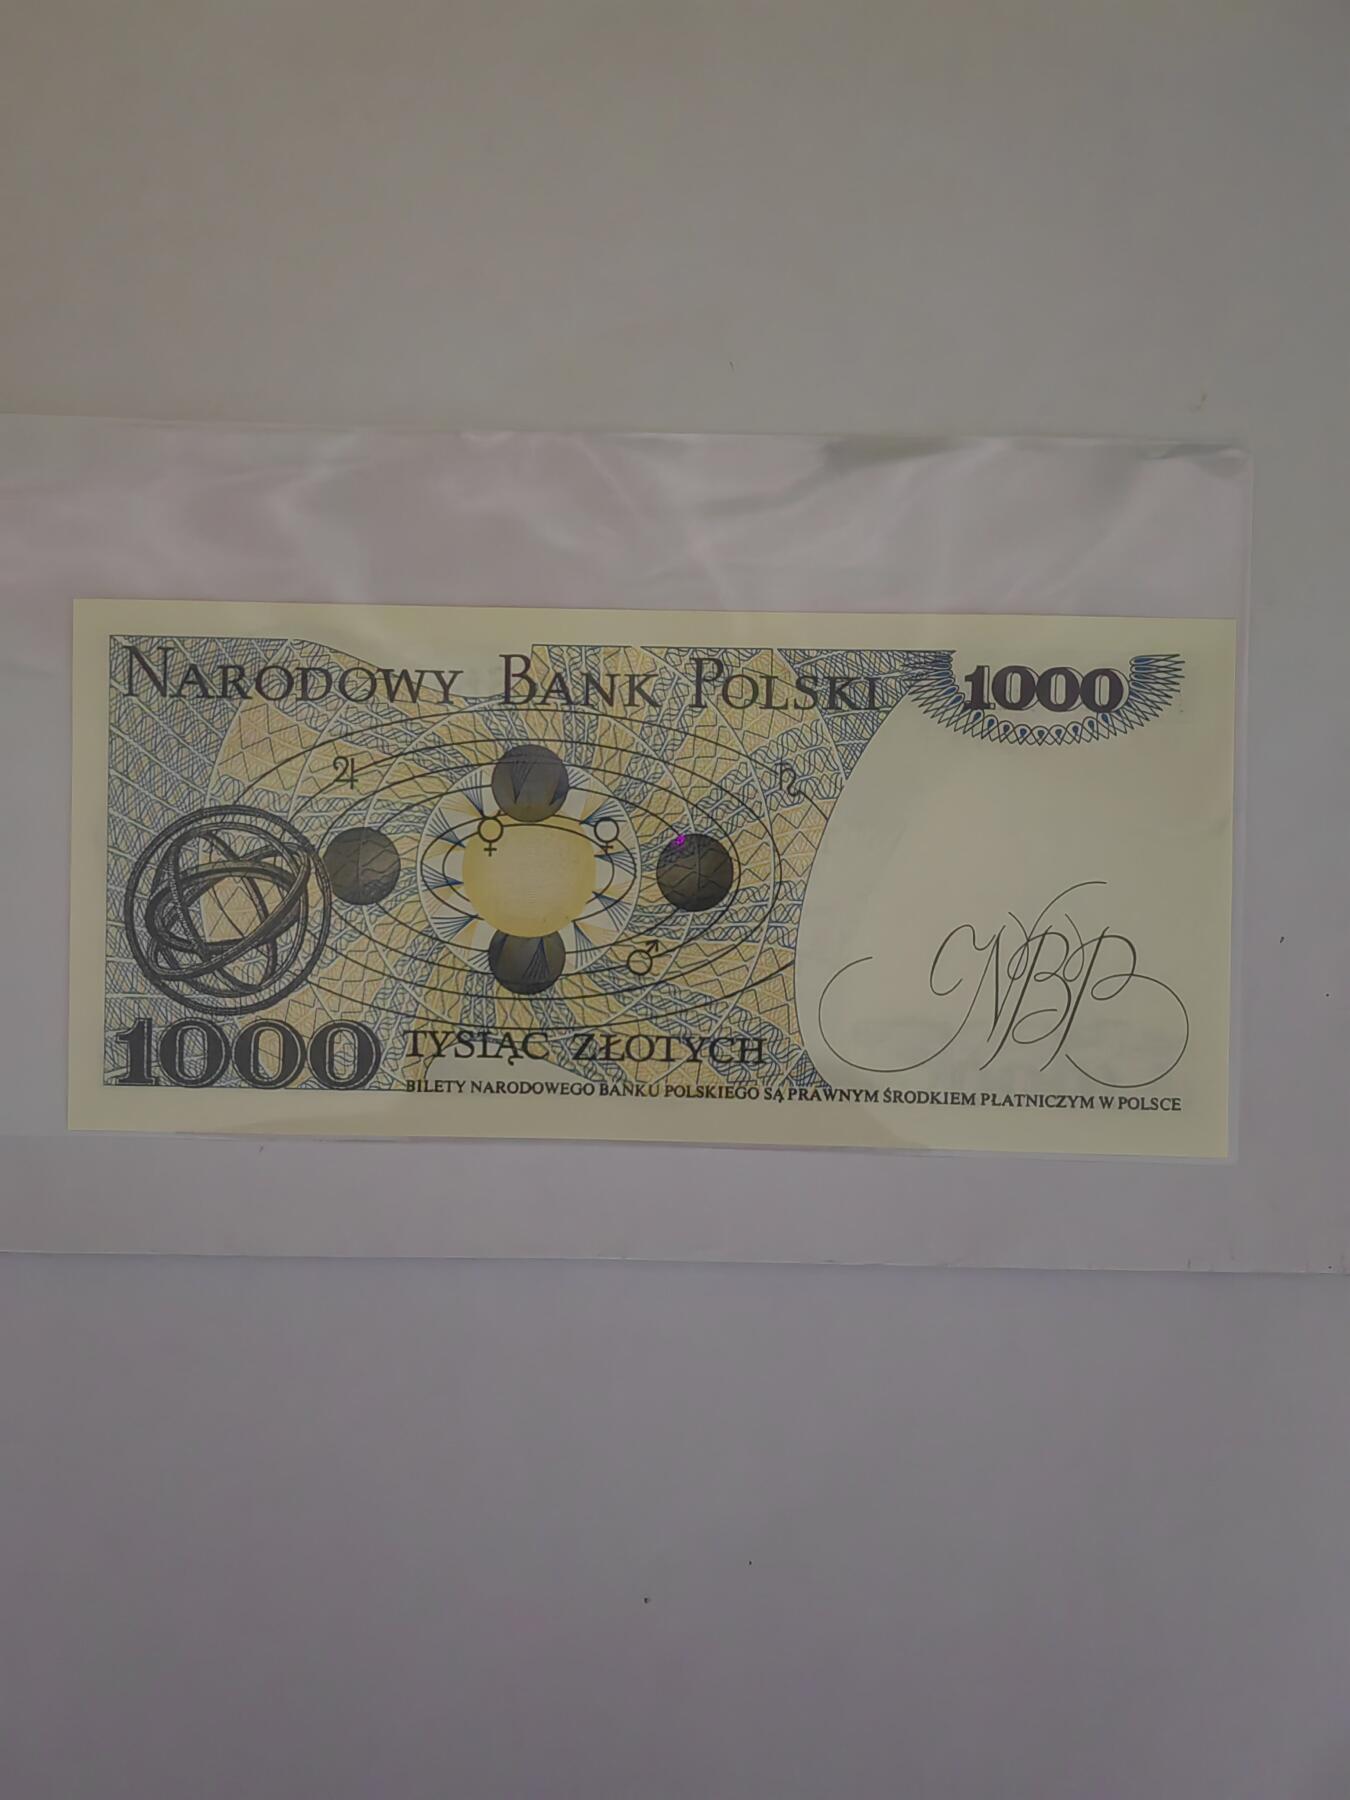 NARODOWY BANK POLSKI 1000
♃ ♄
♀ ♀
♂
NBP
1000 TYSIĄC ZŁOTYCH
BILETY NARODOWEGO BANKU POLSKIEGO SĄ PRAWNYM ŚRODKIEM PŁATNICZYM W POLSCE